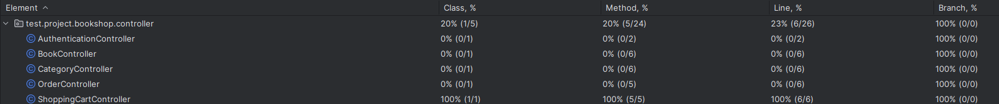 Element Class, % Method, % Line, % Branch, %
test.project.bookshop.controller 20% (1/5) 20% (5/24) 23% (6/26) 100% (0/0)
AuthenticationController 0% (0/1) 0% (0/2) 0% (0/2) 100% (0/0)
BookController 0% (0/1) 0% (0/6) 0% (0/6) 100% (0/0)
CategoryController 0% (0/1) 0% (0/6) 0% (0/6) 100% (0/0)
OrderController 0% (0/1) 0% (0/5) 0% (0/6) 100% (0/0)
ShoppingCartController 100% (1/1) 100% (5/5) 100% (6/6) 100% (0/0)